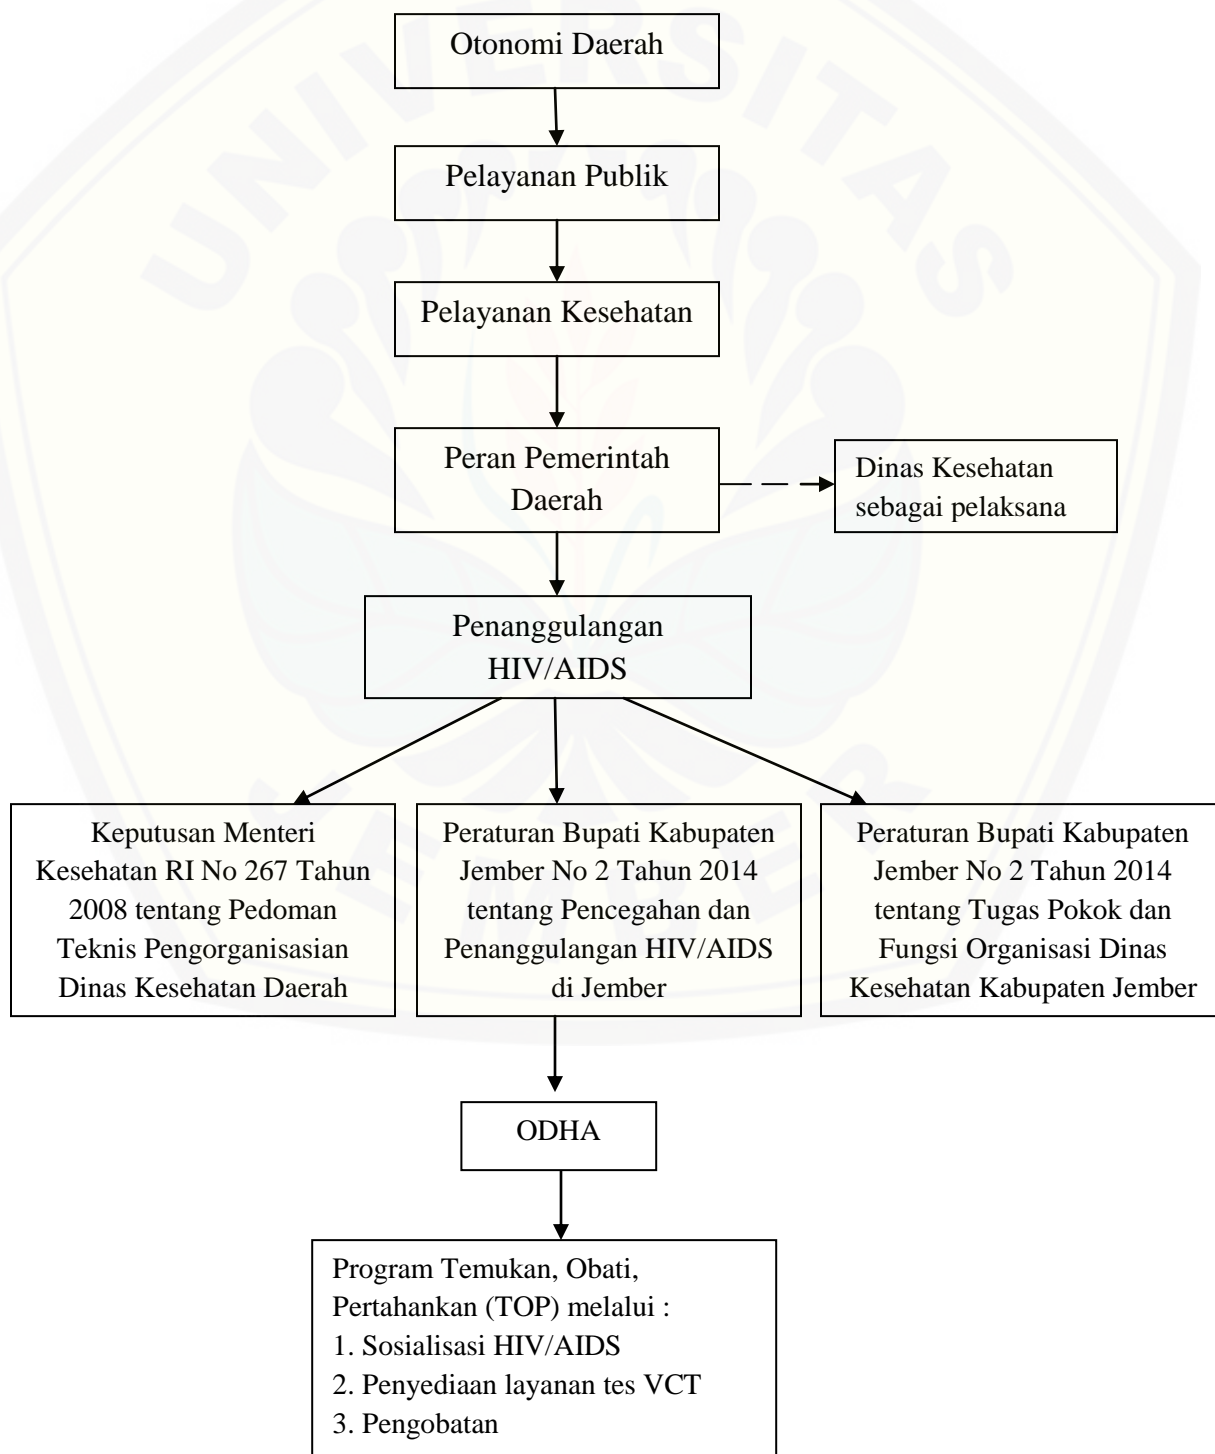 UNIVERSITAS
Otonomi Daerah
Pelayanan Publik
Pelayanan Kesehatan
Peran Pemerintah
Daerah
Dinas Kesehatan
sebagai pelaksana
Penanggulangan
HIV/AIDS
Keputusan Menteri
Kesehatan RI No 267 Tahun
2008 tentang Pedoman
Teknis Pengorganisasian
Dinas Kesehatan Daerah
Peraturan Bupati Kabupaten
Jember No 2 Tahun 2014
tentang Pencegahan dan
Penanggulangan HIV/AIDS
di Jember
Peraturan Bupati Kabupaten
Jember No 2 Tahun 2014
tentang Tugas Pokok dan
Fungsi Organisasi Dinas
Kesehatan Kabupaten Jember
JEMBER
ODHA
Program Temukan, Obati,
Pertahankan (TOP) melalui :
1. Sosialisasi HIV/AIDS
2. Penyediaan layanan tes VCT
3. Pengobatan